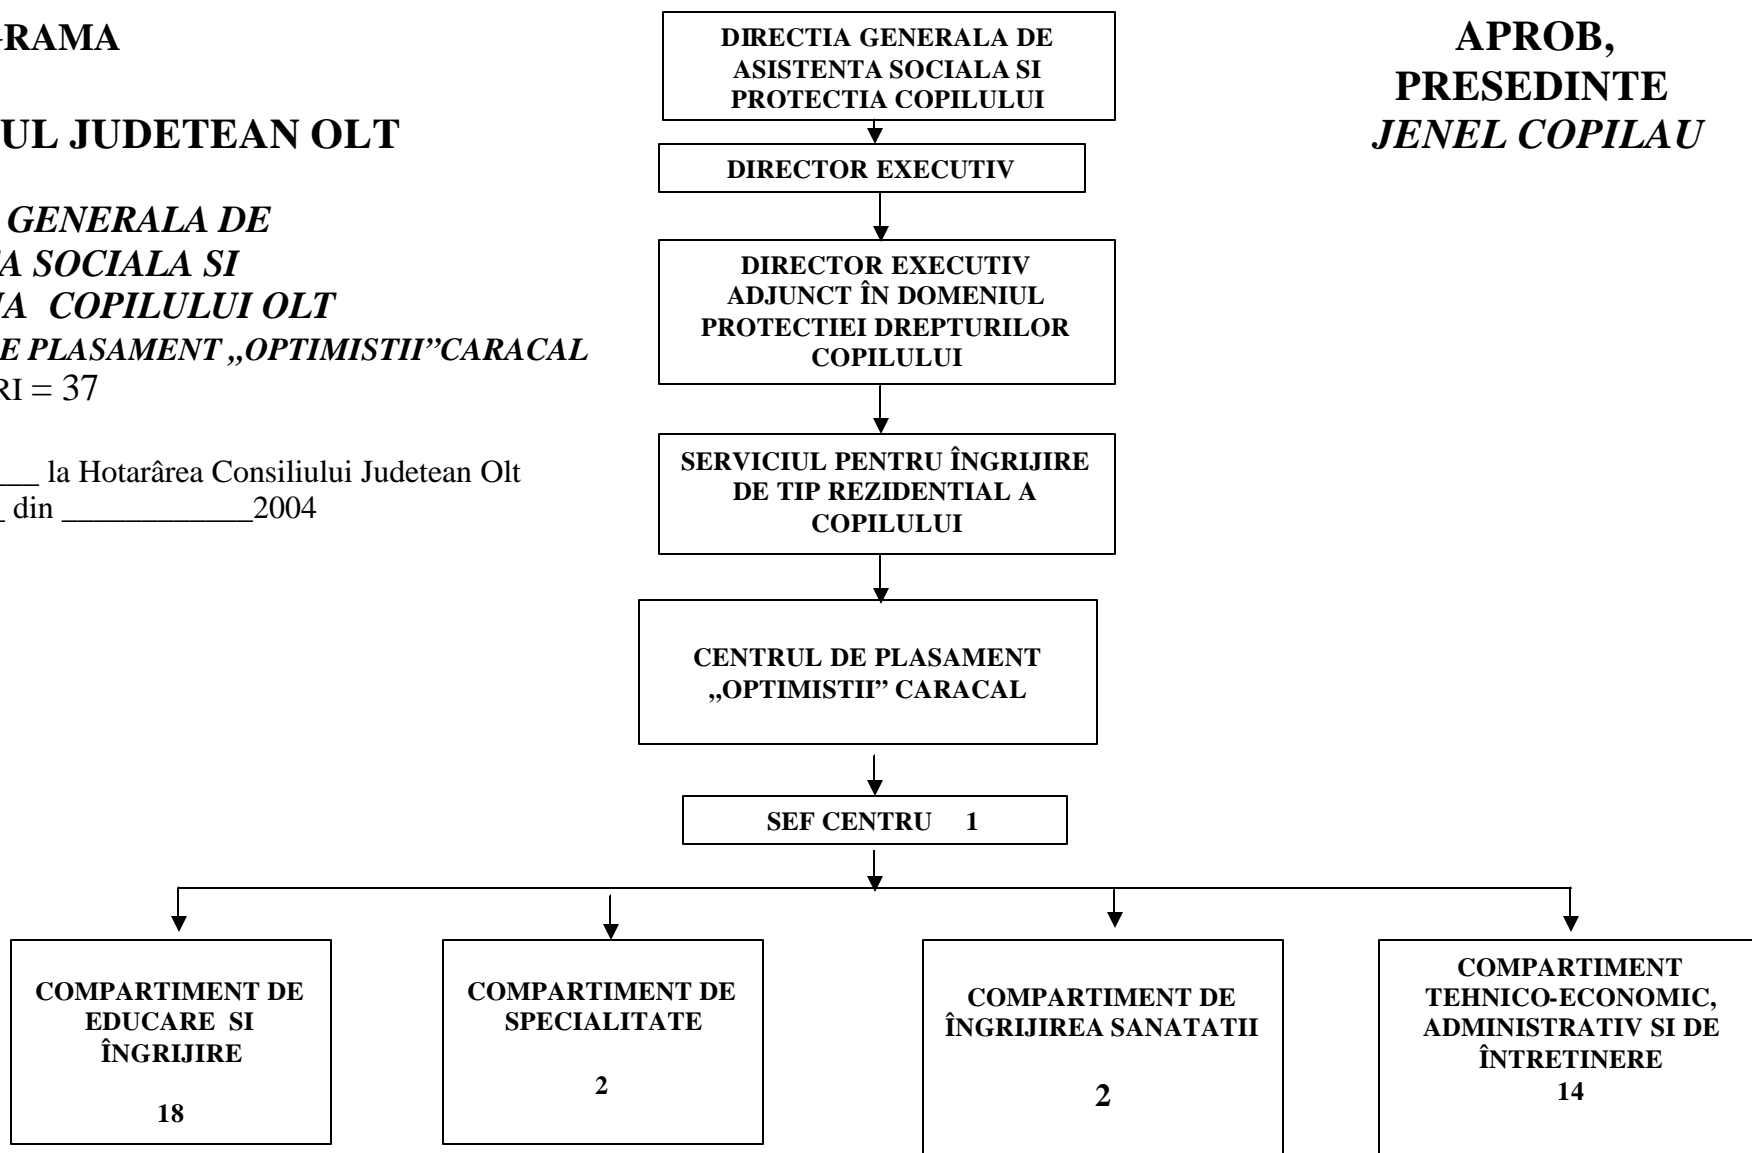 GRAMA
UL JUDETEAN OLT
GENERALA DE
A SOCIALA SI
IA COPILULUI OLT
E PLASAMENT „OPTIMISTII”CARACAL
RI = 37
___ la Hotarârea Consiliului Judetean Olt
_ din ____________2004
DIRECTIA GENERALA DE
ASISTENTA SOCIALA SI
PROTECTIA COPILULUI
APROB,
PRESEDINTE
JENEL COPILAU
DIRECTOR EXECUTIV
DIRECTOR EXECUTIV
ADJUNCT ÎN DOMENIUL
PROTECTIEI DREPTURILOR
COPILULUI
SERVICIUL PENTRU ÎNGRIJIRE
DE TIP REZIDENTIAL A
COPILULUI
CENTRUL DE PLASAMENT
„OPTIMISTII” CARACAL
SEF CENTRU 1
COMPARTIMENT DE
EDUCARE SI
ÎNGRIJIRE
18
COMPARTIMENT DE
SPECIALITATE
2
COMPARTIMENT DE
ÎNGRIJIREA SANATATII
2
COMPARTIMENT
TEHNICO-ECONOMIC,
ADMINISTRATIV SI DE
ÎNTRETINERE
14